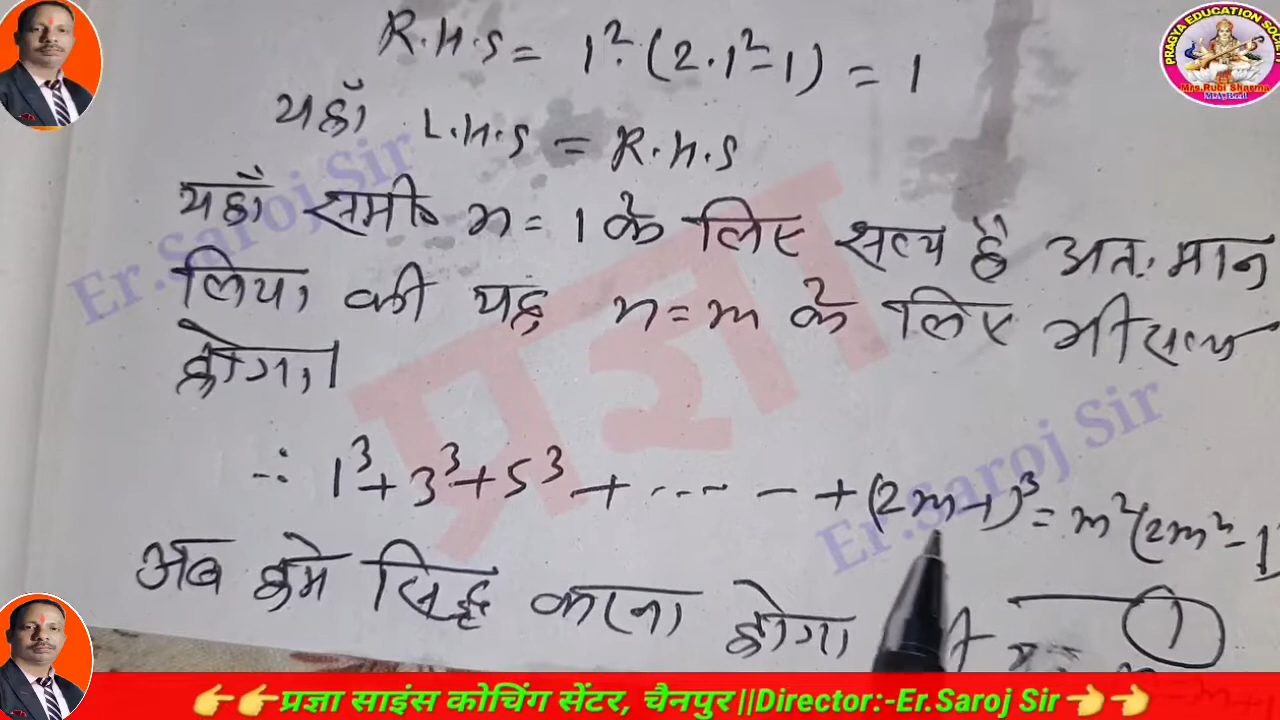 R.H.S = 1². (2.1²-1) = 1
यहाँ L.H.S = R.H.S
यहाँ समी० n=1 के लिए सत्य है अतः मान
लिया की यह n=m के लिए भी सत्य
होगा।
∴ 1³+3³+5³+ ---- - +(2m-1)³=m²(2m²-1)
अब हमे सिद्ध करना होगा
1
Er.Saroj Sir
प्रज्ञा
Er.Saroj Sir
PRAGYA EDUCATION SOCIETY
Mrs.Rubi Sharma
👉👉प्रज्ञा साइंस कोचिंग सेंटर, चैनपुर||Director:-Er.Saroj Sir👈👈